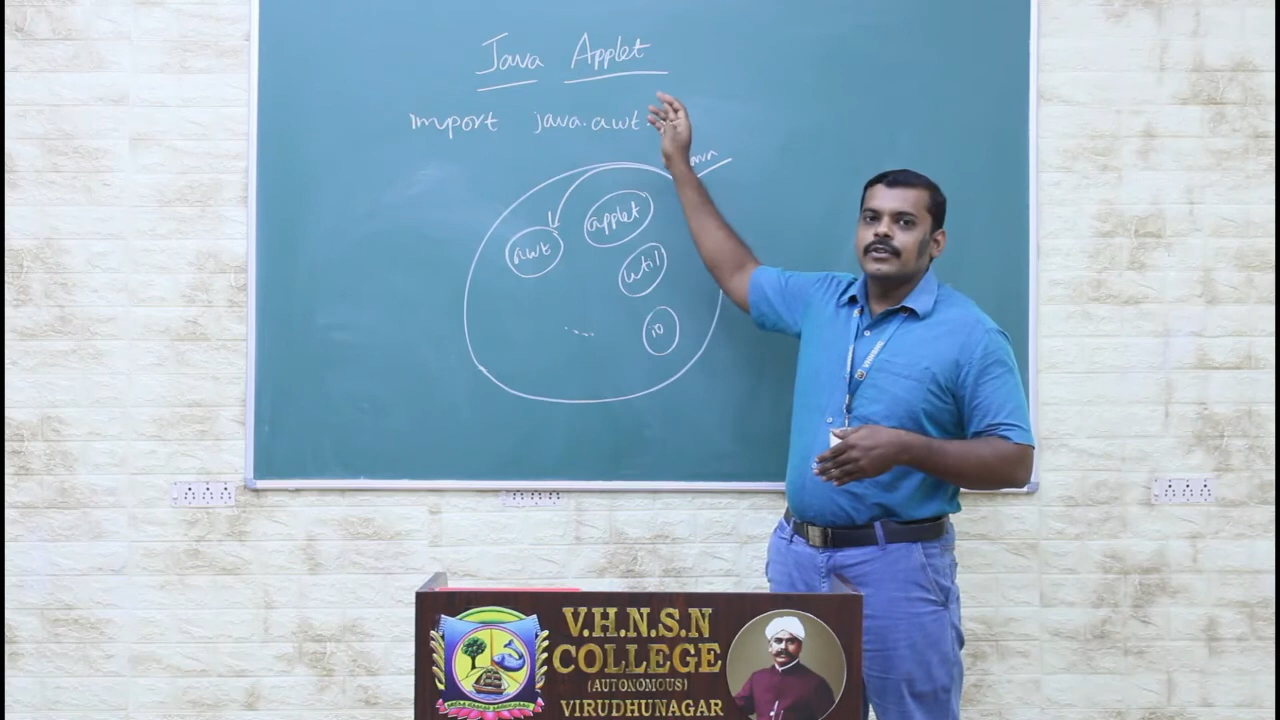 Java Applet
import java.awt.
awt
applet
util
io
V.H.N.S.N
COLLEGE
(AUTONOMOUS)
VIRUDHUNAGAR